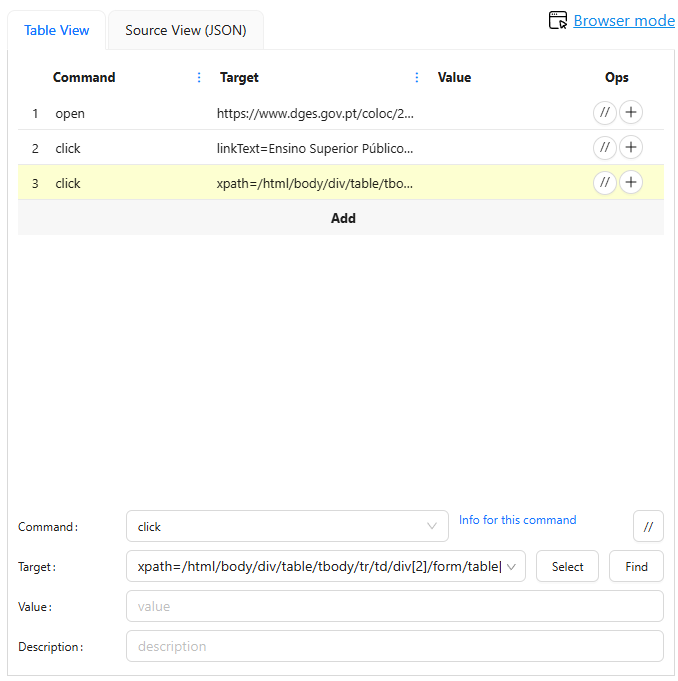 Table View
Source View (JSON)
Browser mode
Command Target Value Ops
1 open https://www.dges.gov.pt/coloc/2... // +
2 click linkText=Ensino Superior Público... // +
3 click xpath=/html/body/div/table/tbo... // +
Add
Command: click Info for this command //
Target: xpath=/html/body/div/table/tbody/tr/td/div[2]/form/table| Select Find
Value: value
Description: description